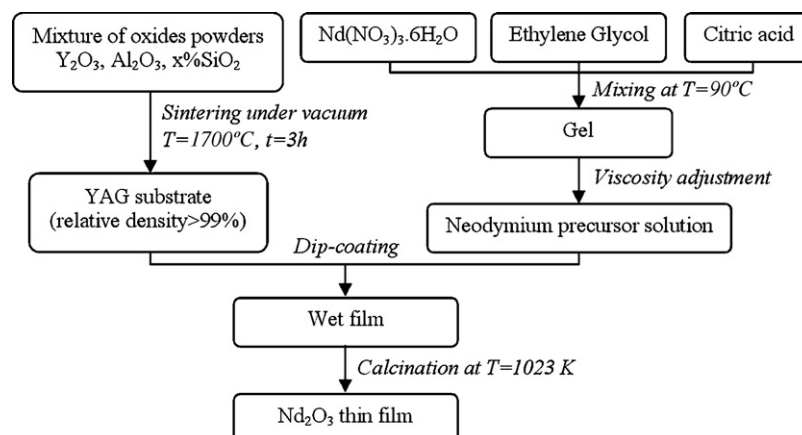 Mixture of oxides powders
Y₂O₃, Al₂O₃, x%SiO₂
Nd(NO₃)₃.6H₂O
Ethylene Glycol
Citric acid
Sintering under vacuum
T=1700ºC, t=3h
Mixing at T=90ºC
Gel
Viscosity adjustment
YAG substrate
(relative density>99%)
Neodymium precursor solution
Dip-coating
Wet film
Calcination at T=1023 K
Nd₂O₃ thin film